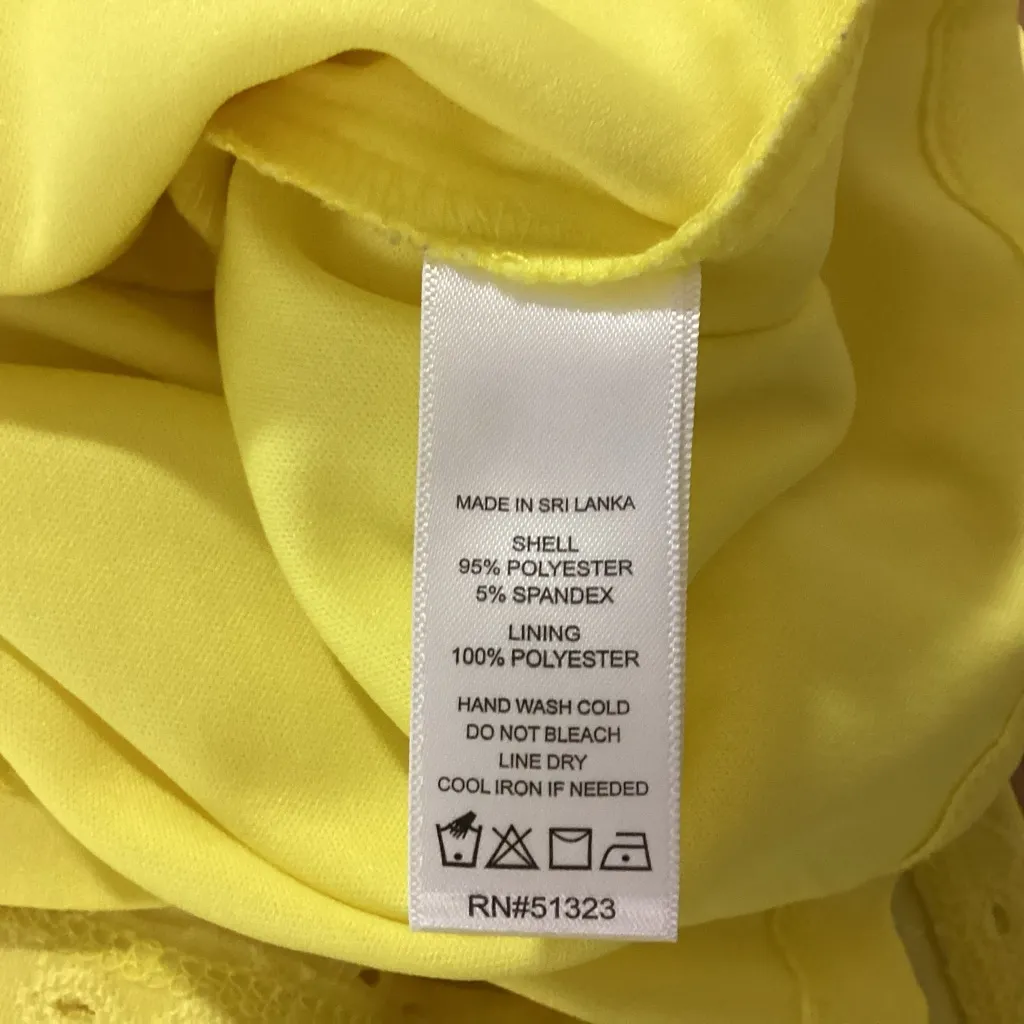 MADE IN SRI LANKA
SHELL
95% POLYESTER
5% SPANDEX
LINING
100% POLYESTER
HAND WASH COLD
DO NOT BLEACH
LINE DRY
COOL IRON IF NEEDED
RN#51323